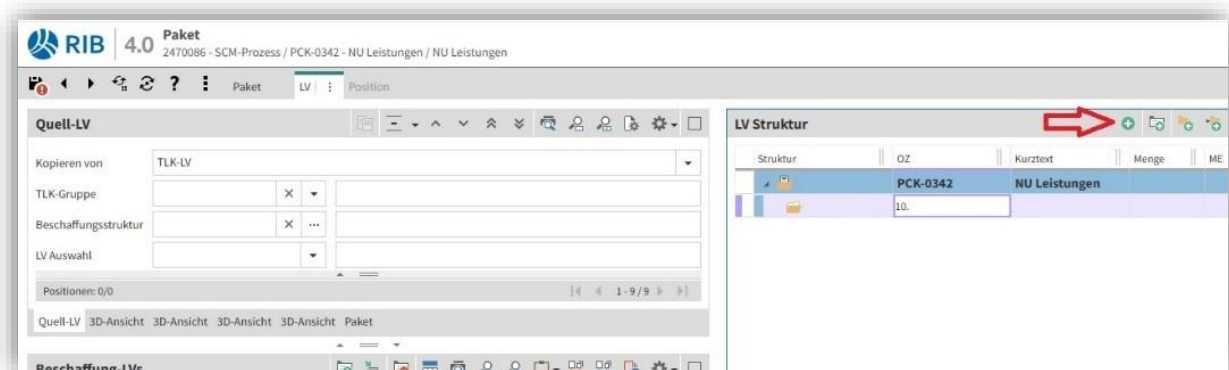 RIB 4.0 Paket
2470086 - SCM-Prozess / PCK-0342 - NU Leistungen / NU Leistungen
? Paket LV Position
Quell-LV
Kopieren von TLK-LV
TLK-Gruppe
Beschaffungsstruktur
LV Auswahl
Positionen: 0/0 1-9/9
Quell-LV 3D-Ansicht 3D-Ansicht 3D-Ansicht 3D-Ansicht Paket
Beschaffung-LVs
LV Struktur
Struktur OZ Kurztext Menge ME
PCK-0342 NU Leistungen
10.